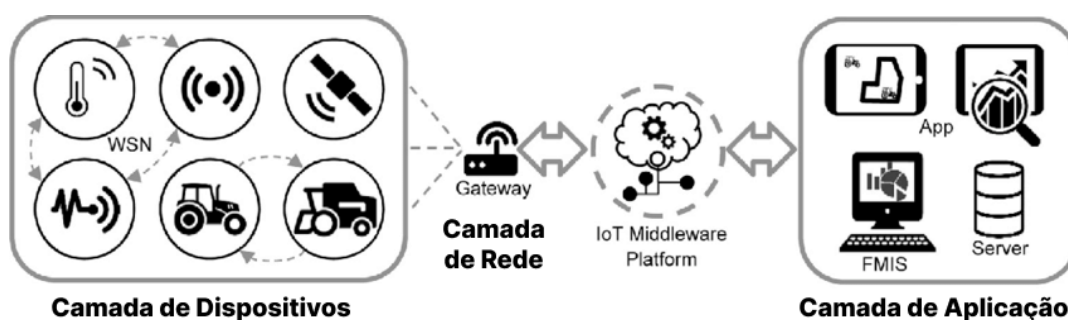 WSN
Camada de Dispositivos
Gateway
Camada
de Rede
IoT Middleware
Platform
App
FMIS
Server
Camada de Aplicação